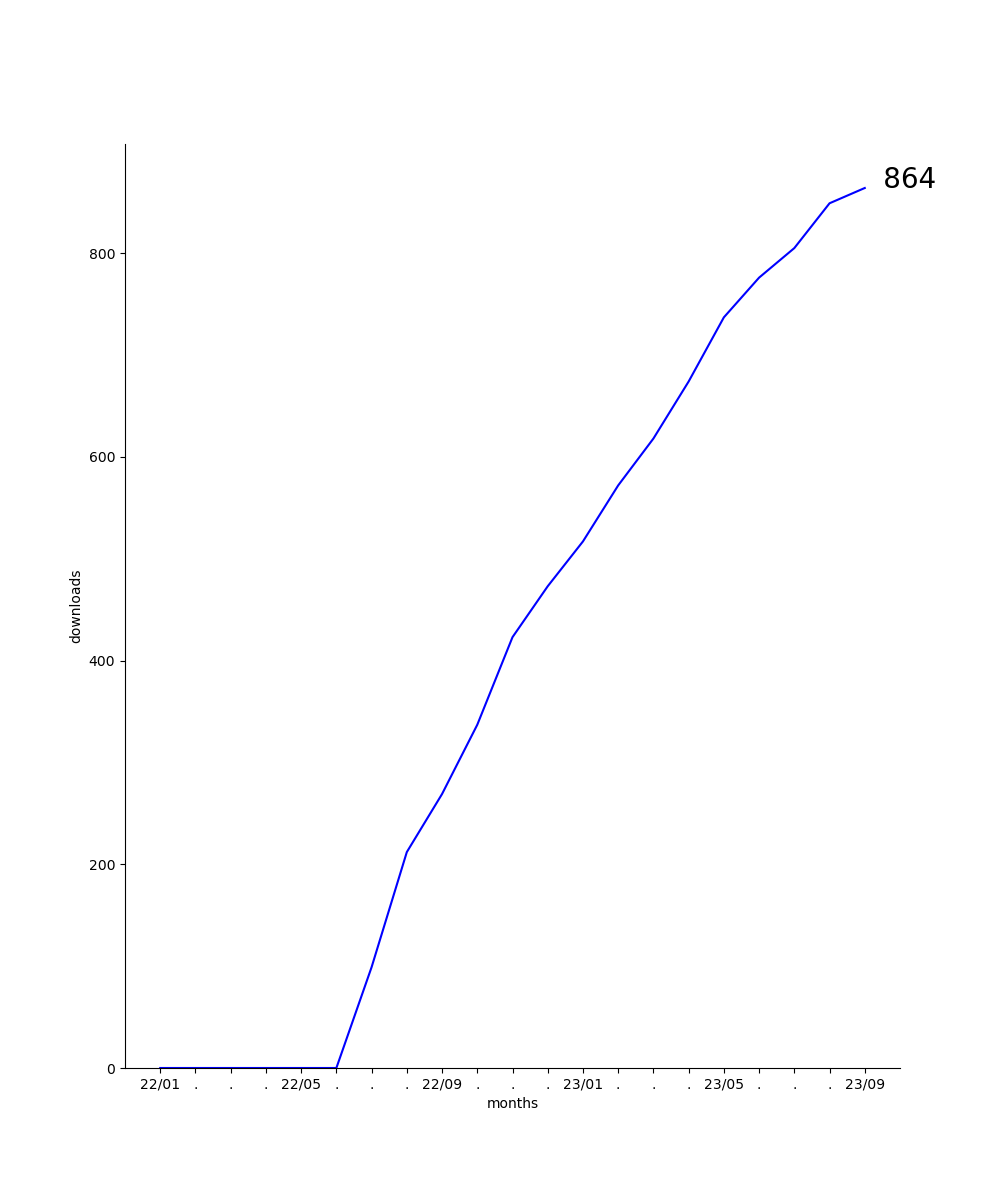 864
800
600
400
200
0
downloads
22/01 . . . 22/05 . . . 22/09 . . . 23/01 . . . 23/05 . . . 23/09
months